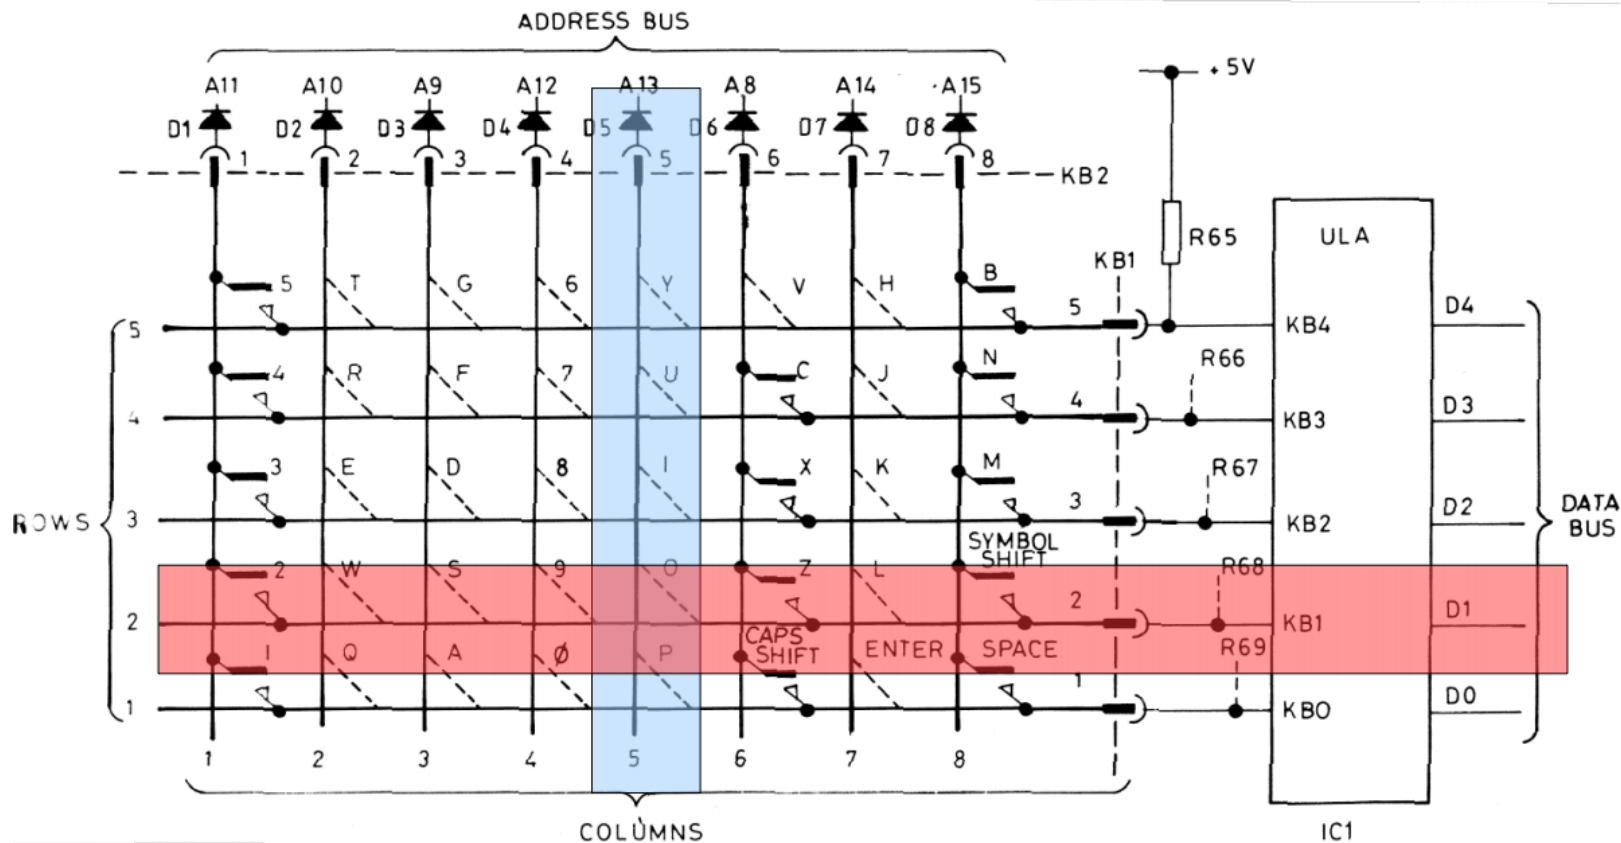 ADDRESS BUS
A11 A10 A9 A12 A13 A8 A14 A15 +5V
D1 D2 D3 D4 D5 D6 D7 D8
1 2 3 4 5 6 7 8 KB2
R65 ULA
KB1
5 T G 6 Y V H B
5 5 KB4 D4
R66
4 R F 7 U C J N
4 4 KB3 D3
R67
3 E D 8 I X K M
ROWS 3 3 KB2 D2 DATA
BUS
SYMBOL
SHIFT
2 W S 9 O Z L R68
2 2 KB1 D1
CAPS
SHIFT
1 Q A Ø P ENTER SPACE R69
1 1 KB0 D0
1 2 3 4 5 6 7 8
COLUMNS IC1